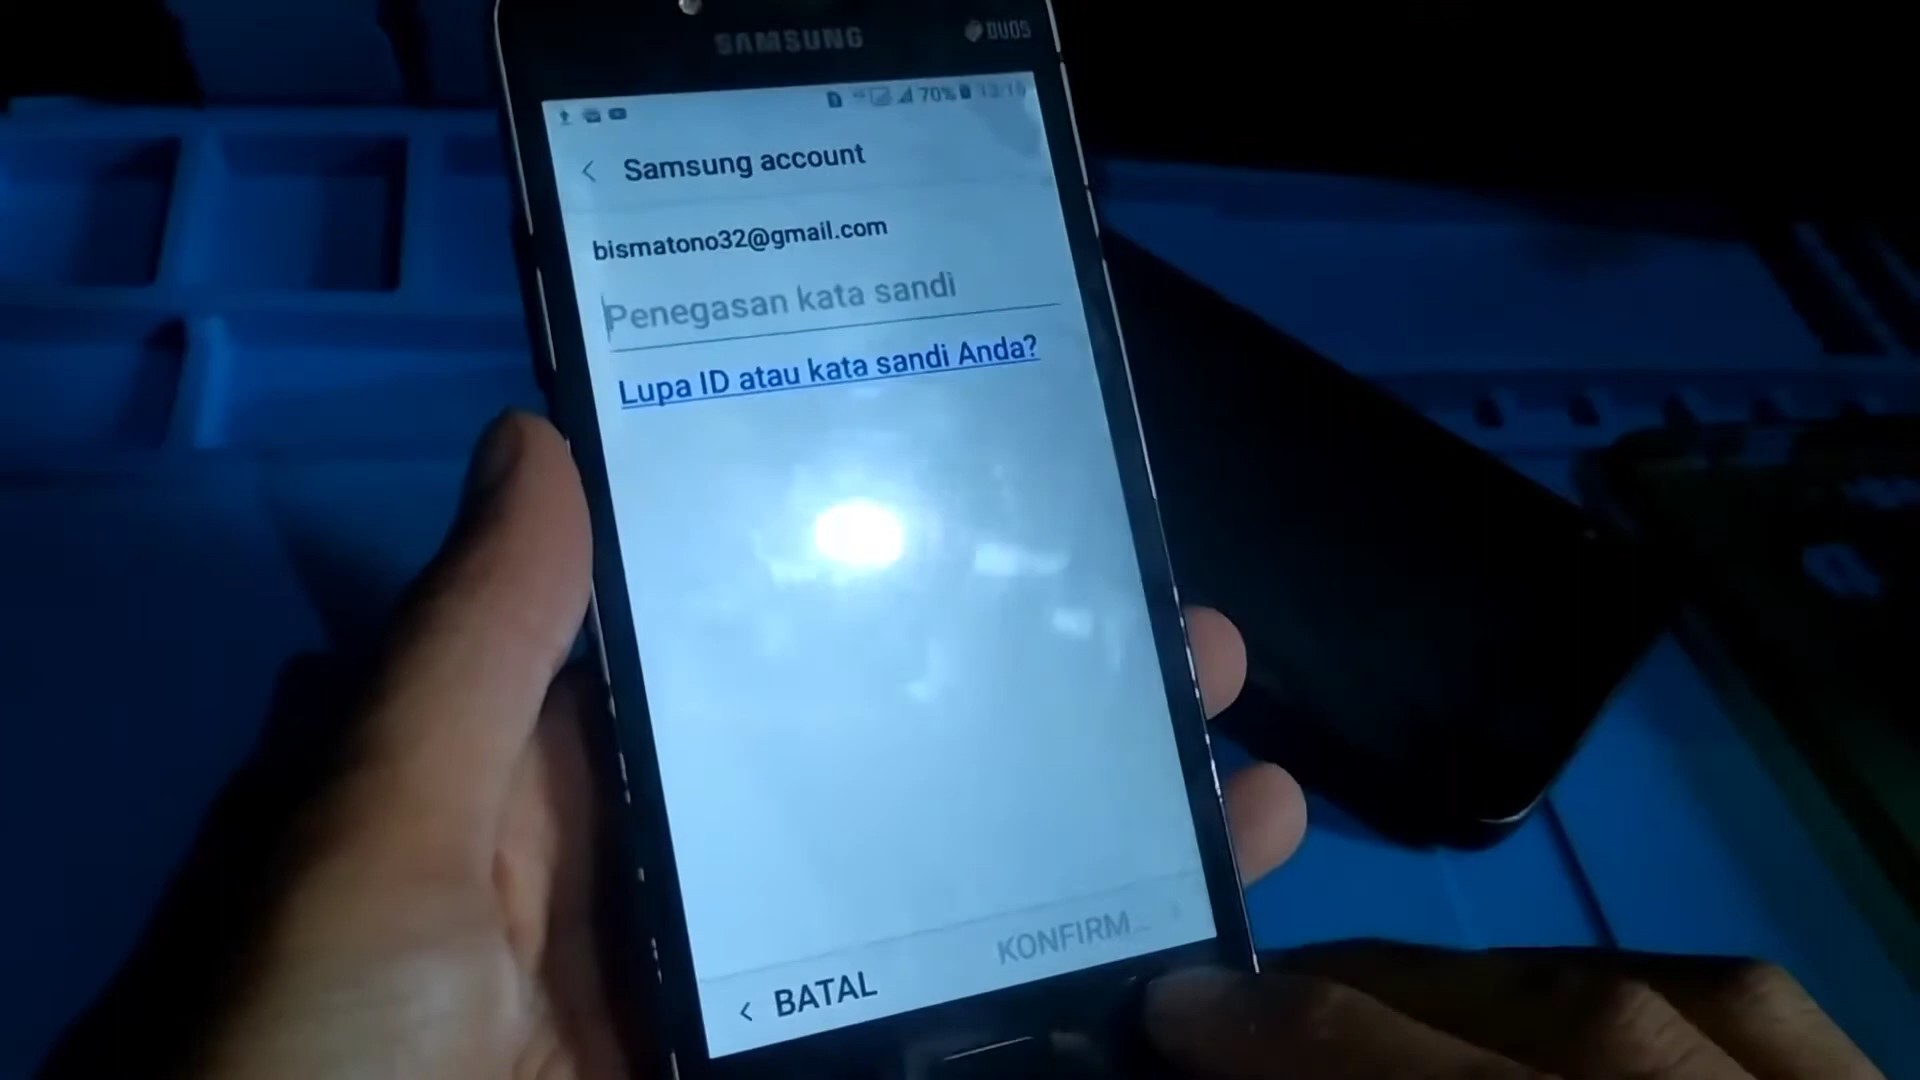 SAMSUNG
DUOS
70%
Samsung account
bismatono32@gmail.com
Penegasan kata sandi
Lupa ID atau kata sandi Anda?
KONFIRM...
BATAL